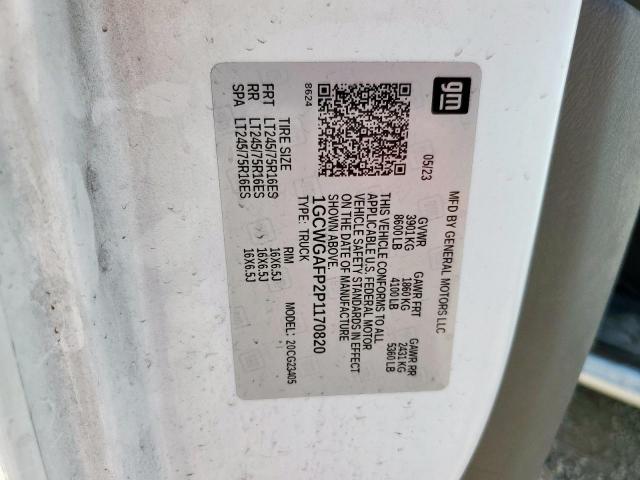 gm
MFD BY GENERAL MOTORS LLC
05/23
GVWR GAWR FRT GAWR RR
3901 KG 1860 KG 2431 KG
8600 LB 4100 LB 5360 LB
THIS VEHICLE CONFORMS TO ALL
APPLICABLE U.S. FEDERAL MOTOR
VEHICLE SAFETY STANDARDS IN EFFECT
ON THE DATE OF MANUFACTURE
SHOWN ABOVE.
1GCWGAFP2P1170820
TYPE: TRUCK MODEL: 20CG23405
8624
TIRE SIZE RIM
FRT LT245/75R16ES 16X6.5J
RR LT245/75R16ES 16X6.5J
SPA LT245/75R16ES 16X6.5J